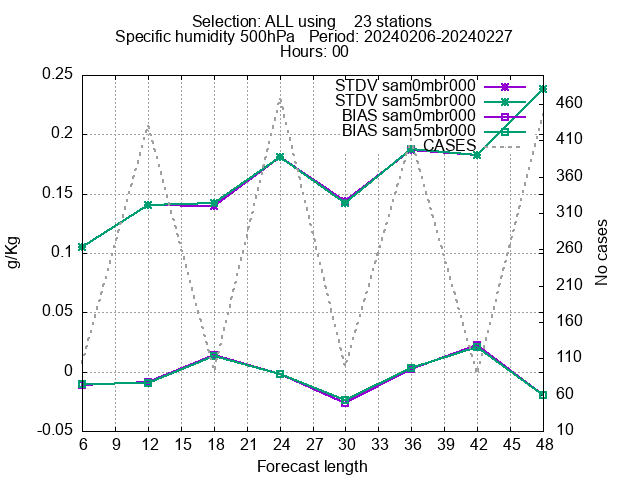 Selection: ALL using    23 stations
Specific humidity 500hPa   Period: 20240206-20240227
Hours: 00
STDV sam0mbr000
STDV sam5mbr000
BIAS sam0mbr000
BIAS sam5mbr000
CASES
0.25
0.2
0.15
0.1
0.05
0
-0.05
g/Kg
460
410
360
310
260
210
160
110
60
10
No cases
6 9 12 15 18 21 24 27 30 33 36 39 42 45 48
Forecast length